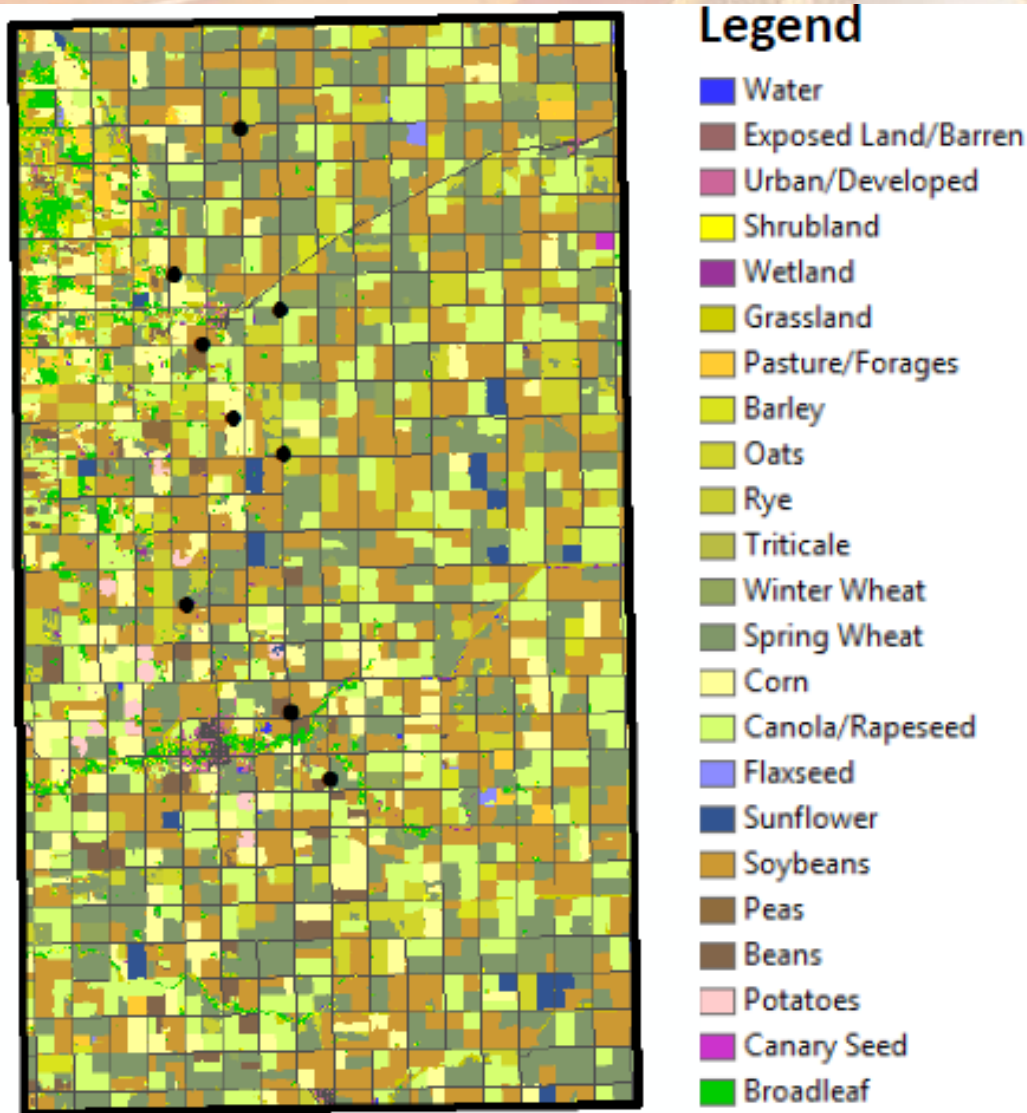 Legend
Water
Exposed Land/Barren
Urban/Developed
Shrubland
Wetland
Grassland
Pasture/Forages
Barley
Oats
Rye
Triticale
Winter Wheat
Spring Wheat
Corn
Canola/Rapeseed
Flaxseed
Sunflower
Soybeans
Peas
Beans
Potatoes
Canary Seed
Broadleaf